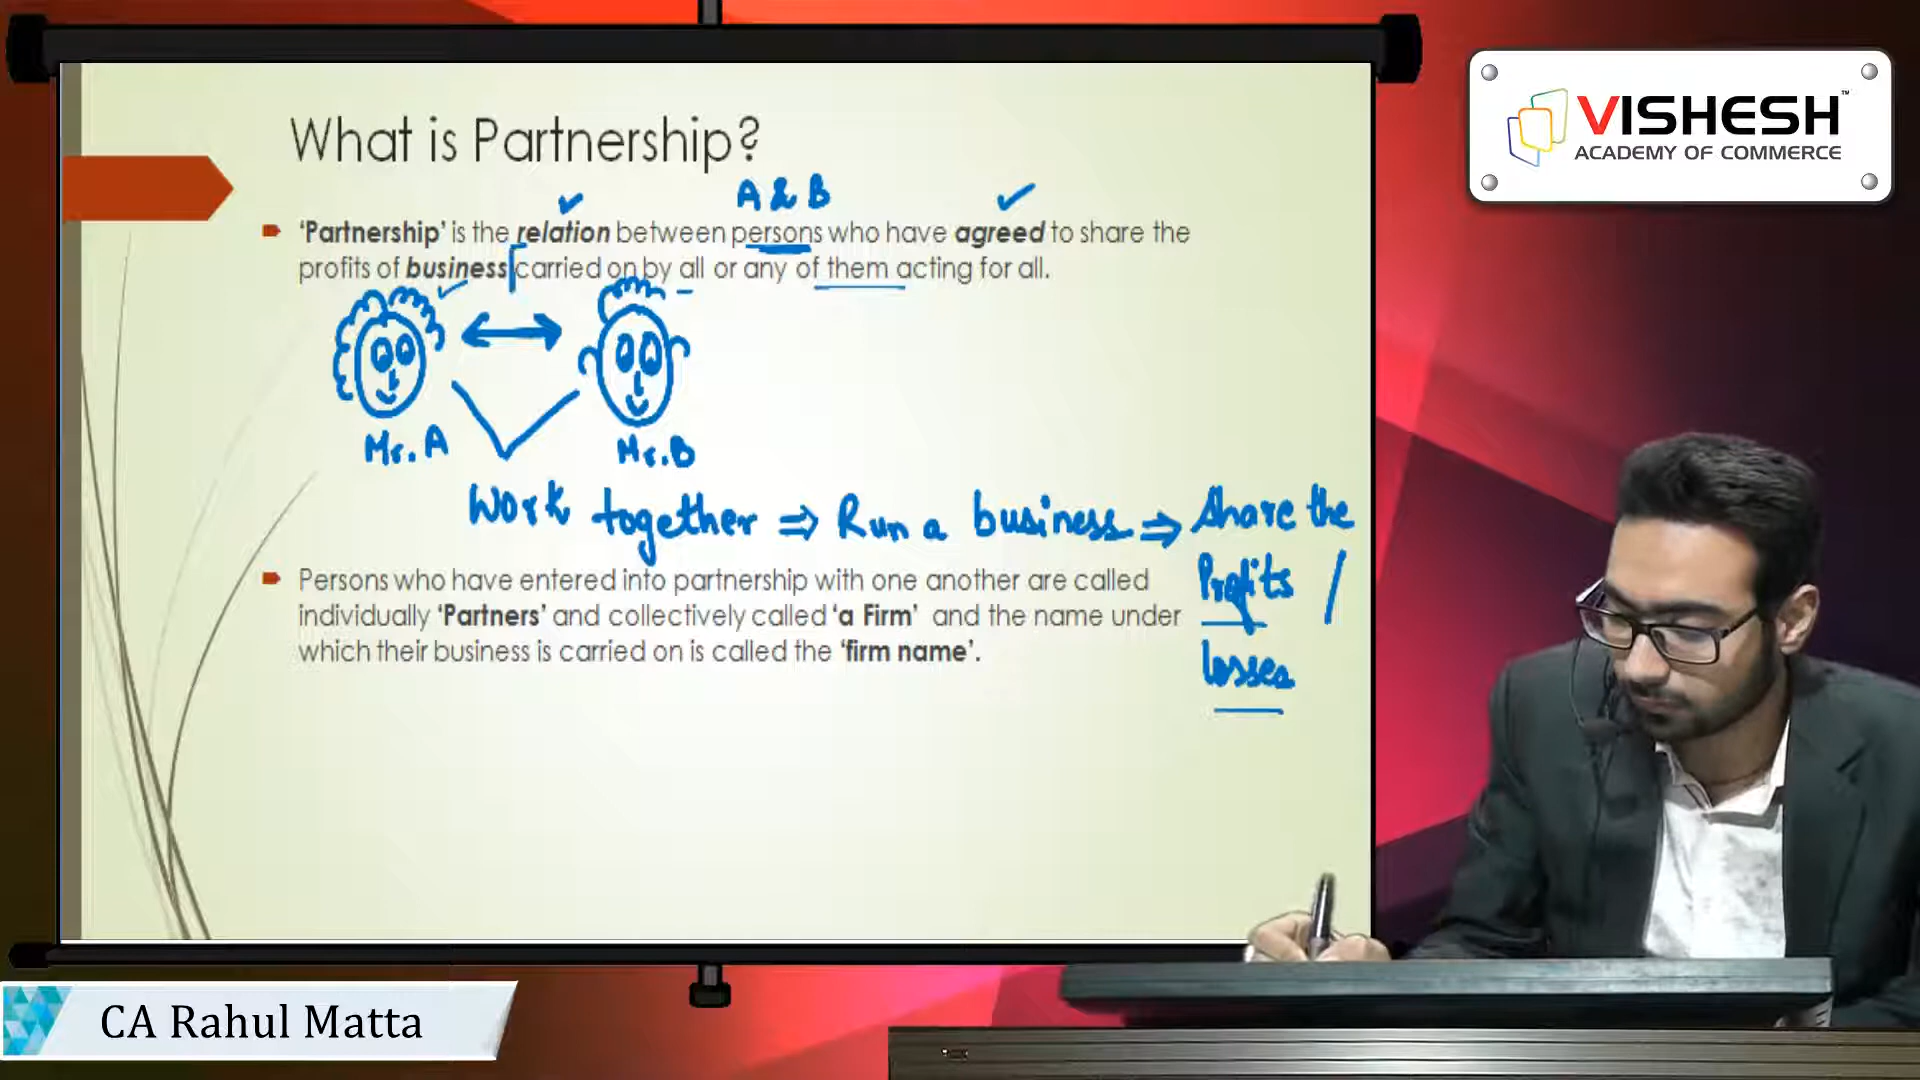 VISHESH™
ACADEMY OF COMMERCE
What is Partnership?
A & B
‘Partnership’ is the relation between persons who have agreed to share the
profits of business carried on by all or any of them acting for all.
Mr. A
Mr. B
Work together ⇒ Run a business ⇒ Share the
Profits /
losses
Persons who have entered into partnership with one another are called
individually ‘Partners’ and collectively called ‘a Firm’ and the name under
which their business is carried on is called the ‘firm name’.
CA Rahul Matta